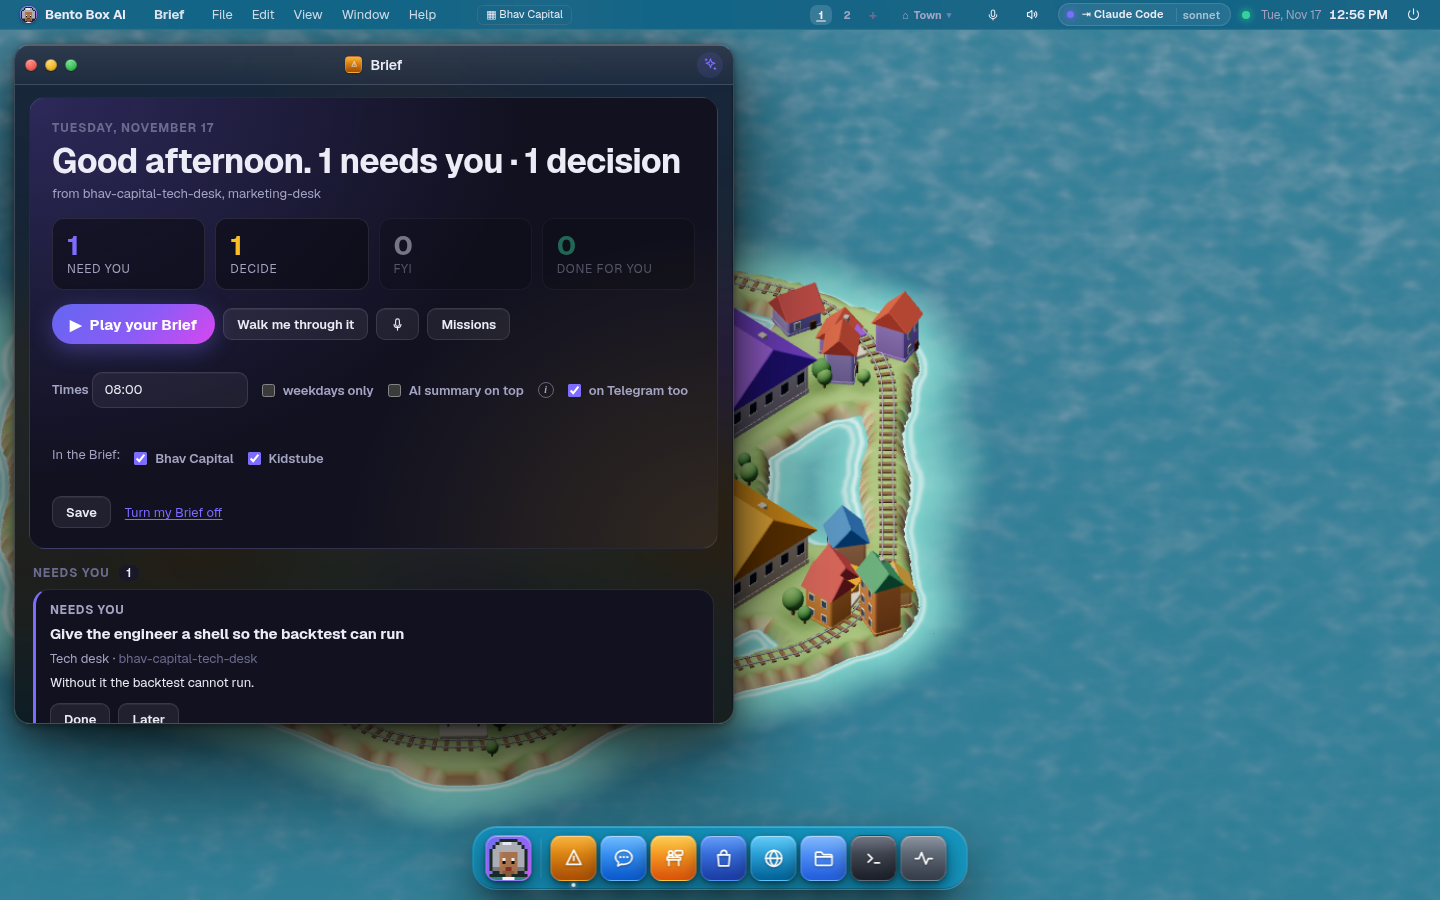 Bento Box AI Brief File Edit View Window Help Bhav Capital 1 2 + Town Claude Code sonnet Tue, Nov 17 12:56 PM
Brief
TUESDAY, NOVEMBER 17
Good afternoon. 1 needs you · 1 decision
from bhav-capital-tech-desk, marketing-desk
1 1 0 0
NEED YOU DECIDE FYI DONE FOR YOU
Play your Brief Walk me through it Missions
Times 08:00 weekdays only AI summary on top i on Telegram too
In the Brief: Bhav Capital Kidstube
Save Turn my Brief off
NEEDS YOU 1
NEEDS YOU
Give the engineer a shell so the backtest can run
Tech desk · bhav-capital-tech-desk
Without it the backtest cannot run.
Done Later